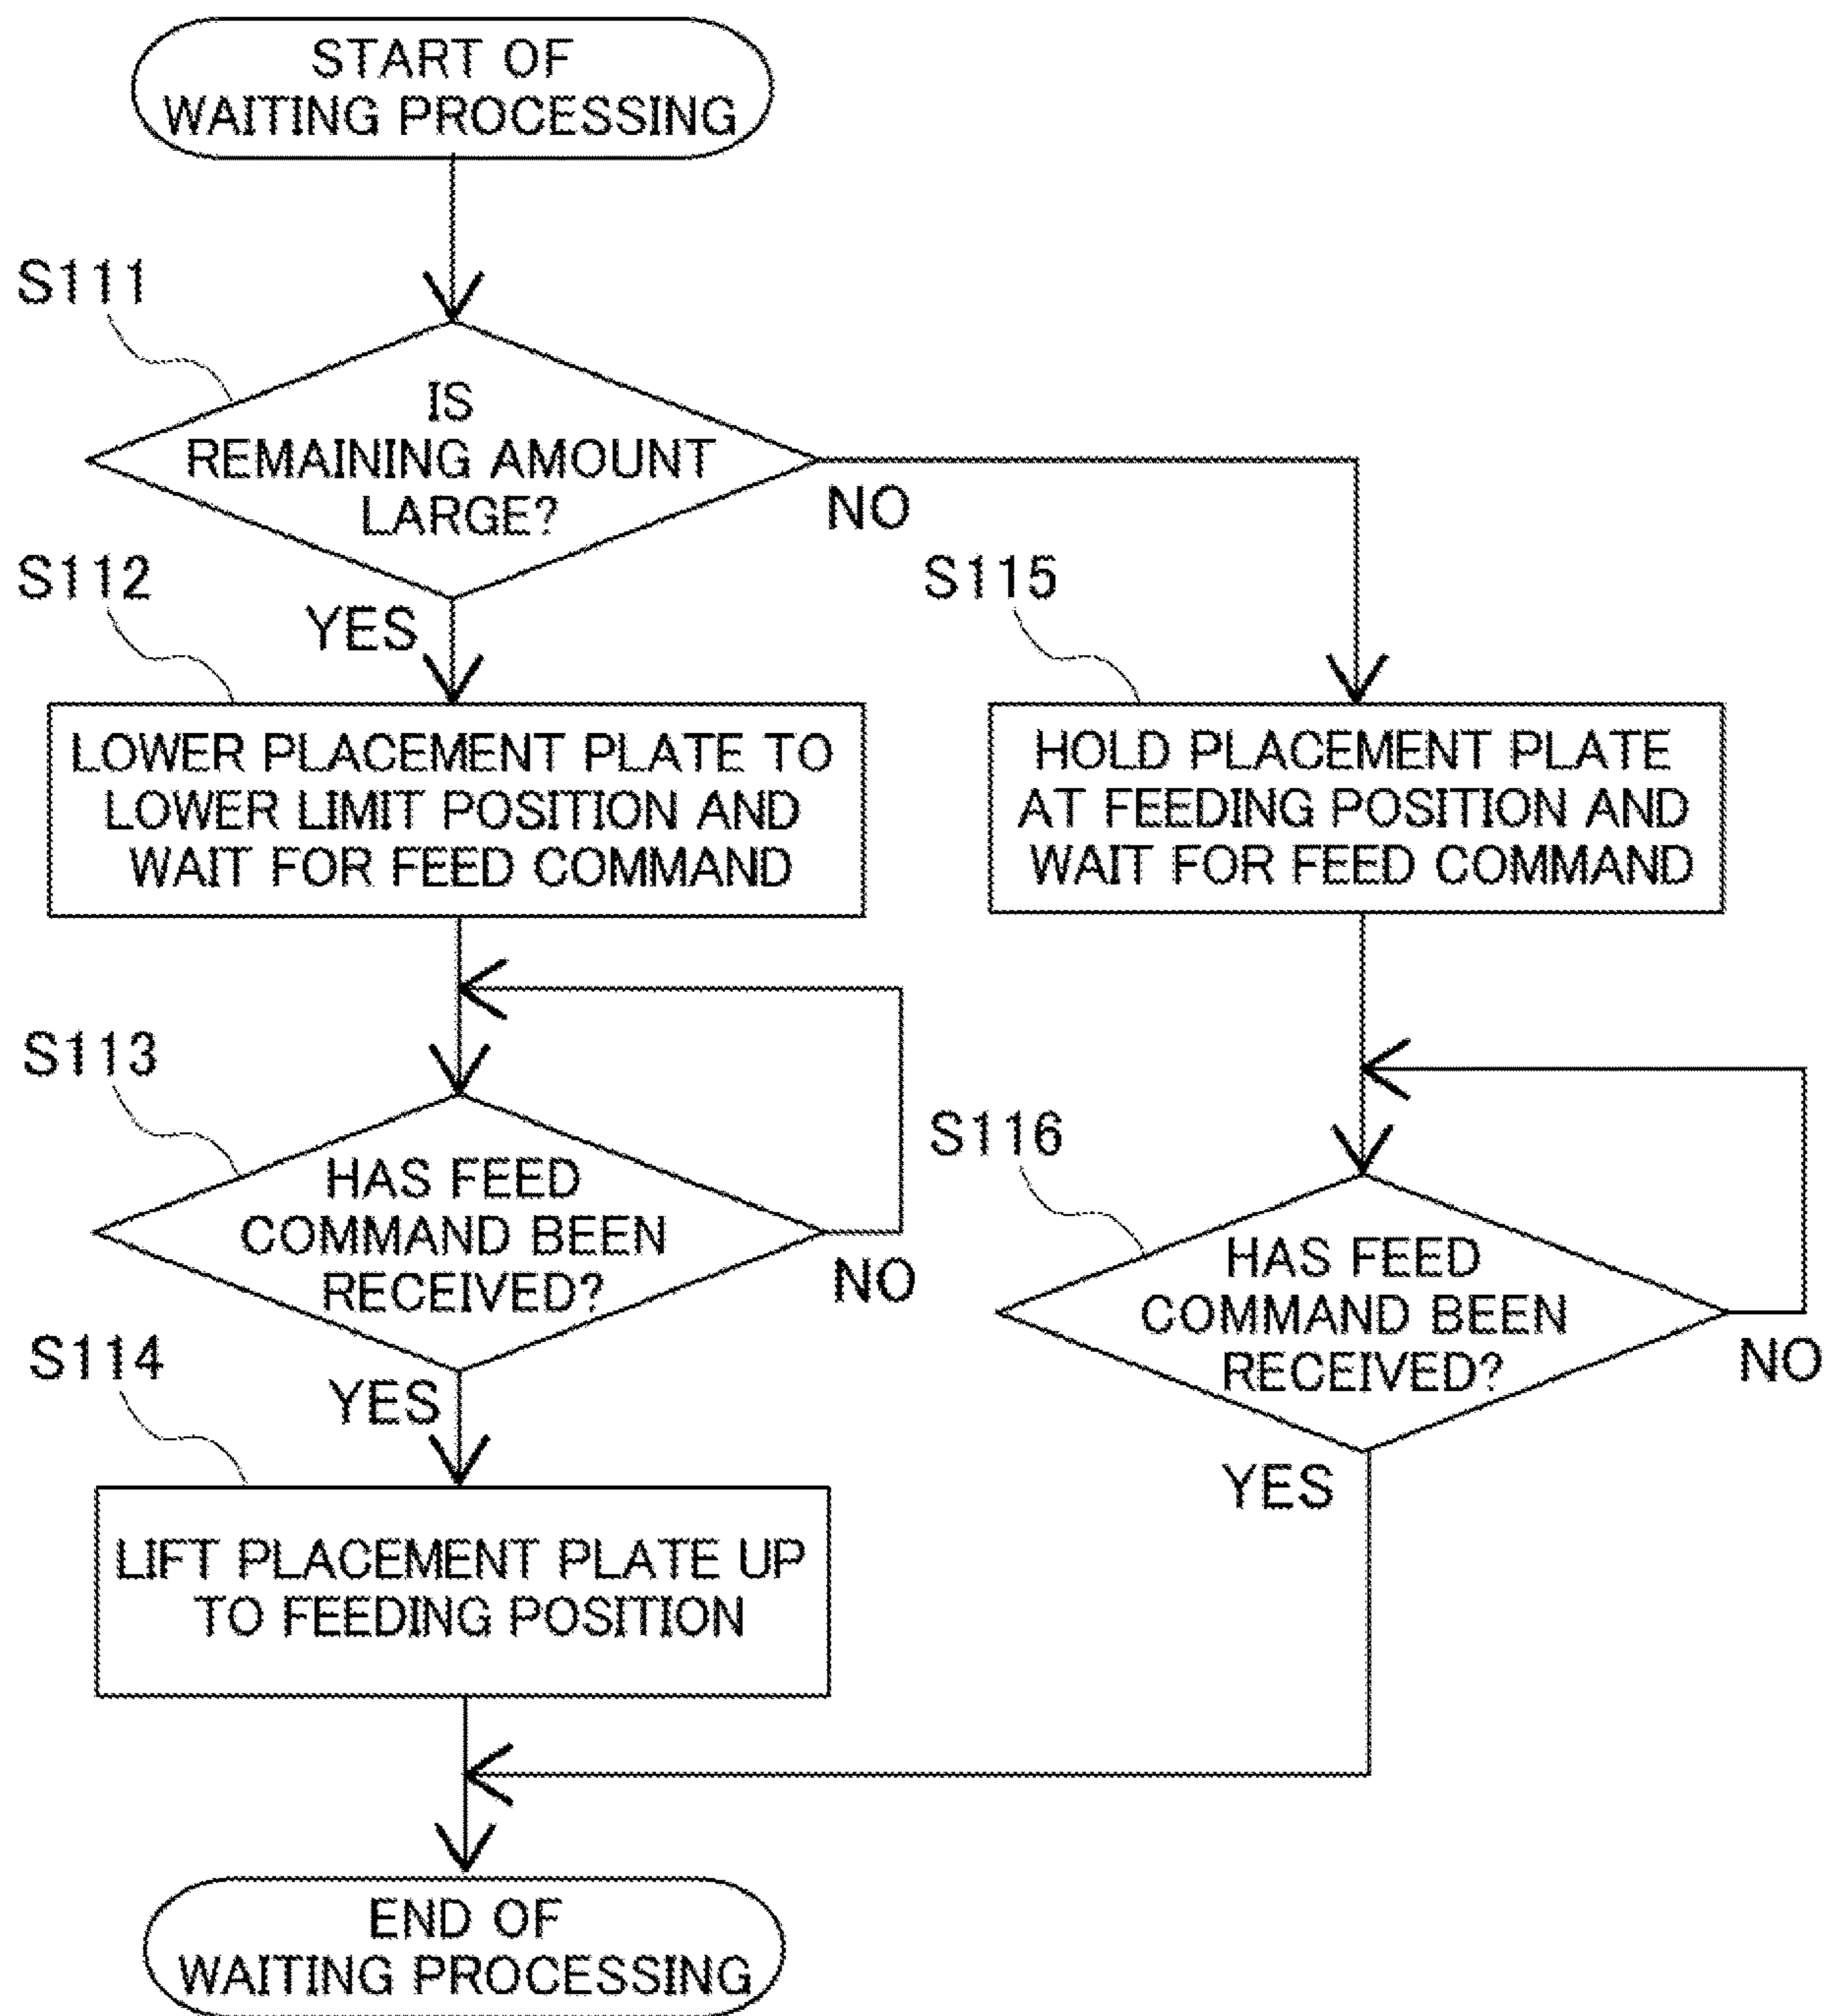 START OF
WAITING PROCESSING
S111
IS
REMAINING AMOUNT
LARGE?
NO
YES
S112
LOWER PLACEMENT PLATE TO
LOWER LIMIT POSITION AND
WAIT FOR FEED COMMAND
S113
HAS FEED
COMMAND BEEN
RECEIVED?
NO
YES
S114
LIFT PLACEMENT PLATE UP
TO FEEDING POSITION
S115
HOLD PLACEMENT PLATE
AT FEEDING POSITION AND
WAIT FOR FEED COMMAND
S116
HAS FEED
COMMAND BEEN
RECEIVED?
NO
YES
END OF
WAITING PROCESSING